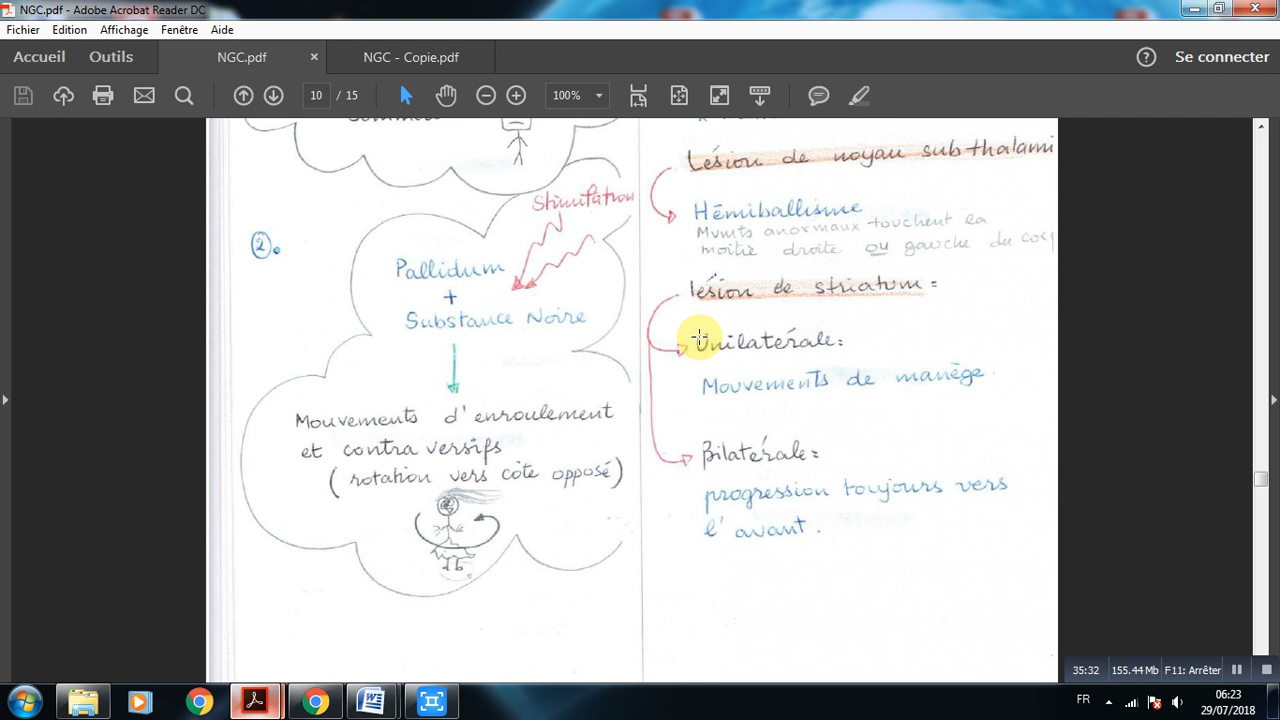 NGC.pdf - Adobe Acrobat Reader DC
Fichier Edition Affichage Fenêtre Aide
Accueil Outils NGC.pdf × NGC - Copie.pdf Se connecter
10 / 15 100%
Stimulation
2.
Pallidum
+
Substance Noire
Mouvements d'enroulement
et contra versifs
(rotation vers côte opposé)
Lésion de noyau subthalami
Hémiballisme
Mvmts anormaux touchent la
moitié droite ou gauche du corp
lésion de striatum =
Unilatérale:
Mouvements de manège.
Bilatérale:
progression toujours vers
l'avant.
35:32 155.44 Mb F11: Arrêter
FR 06:23
29/07/2018